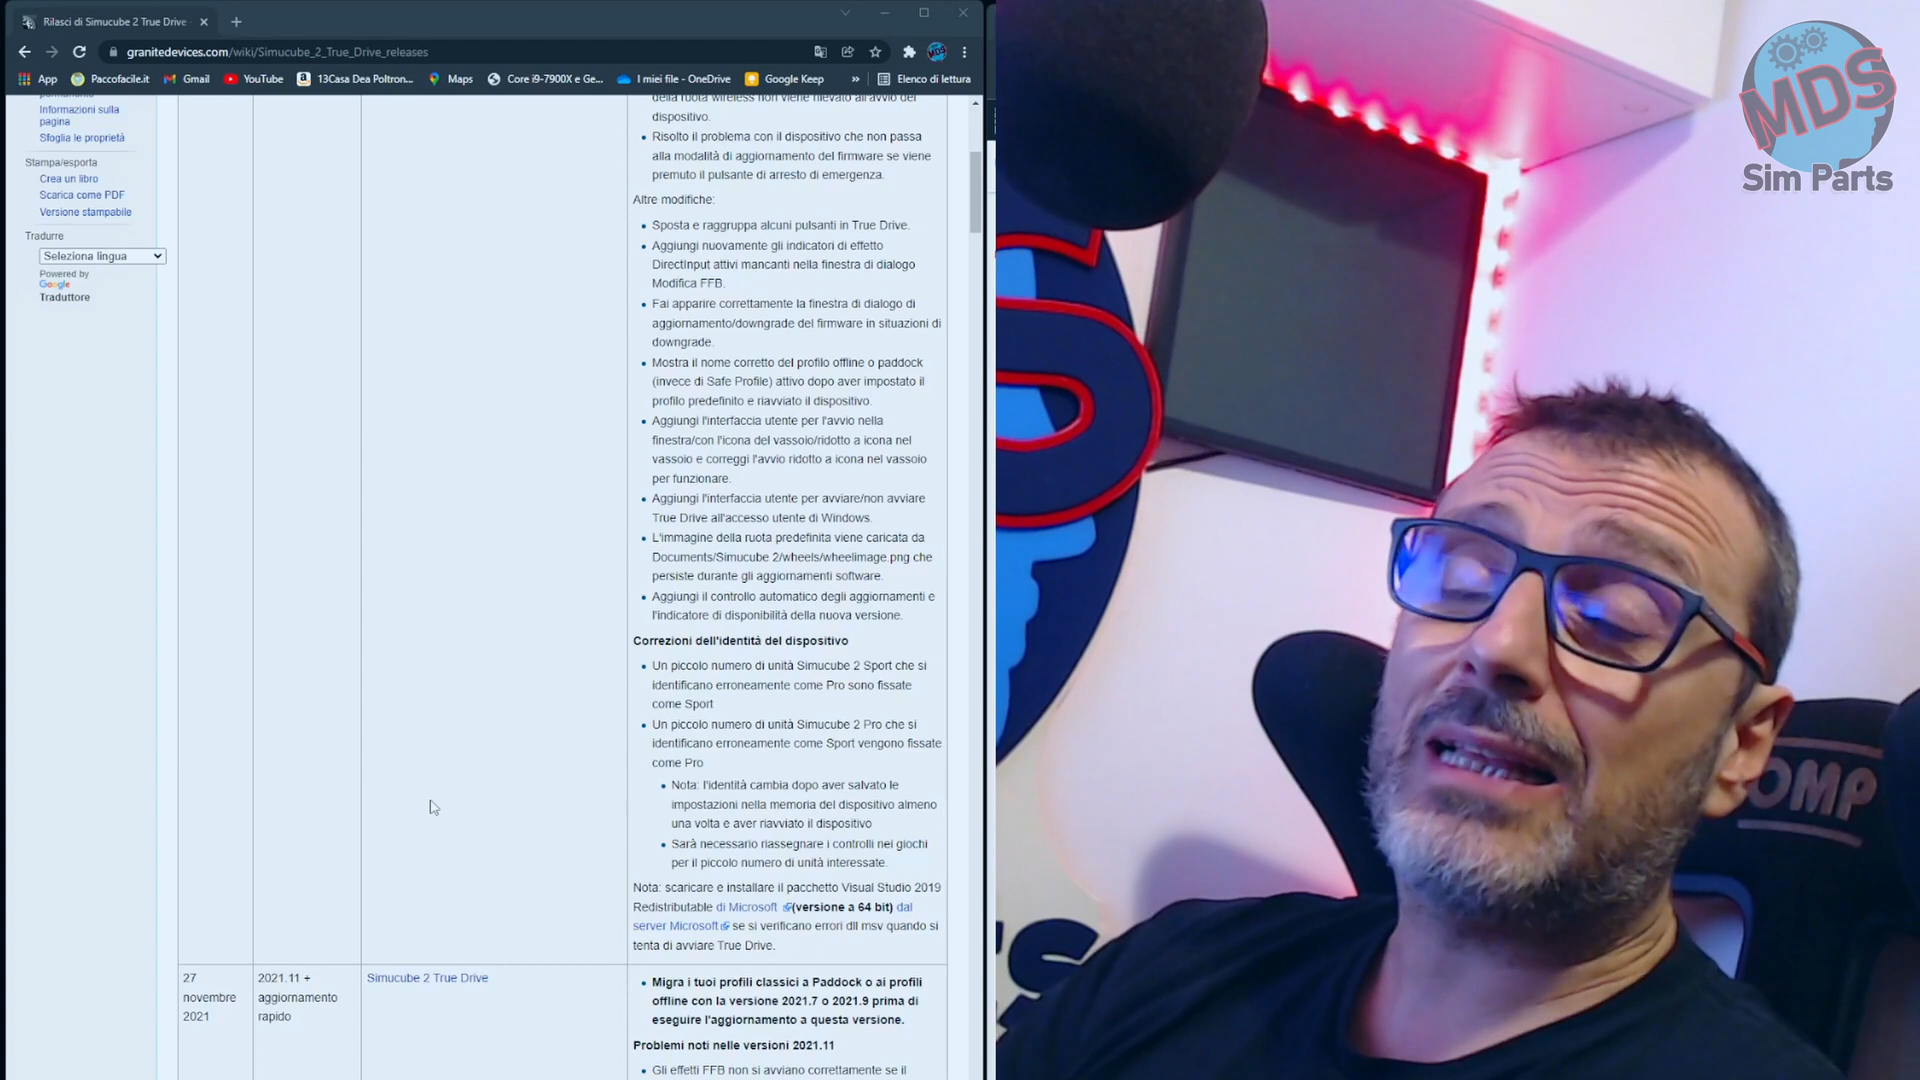 Rilasci di Simucube 2 True Drive
granitedevices.com/wiki/Simucube_2_True_Drive_releases
App
Paccofacile.it
Gmail
YouTube
13Casa Dea Poltron...
Maps
Core i9-7900X e Ge...
I miei file - OneDrive
Google Keep
»
Elenco di lettura
Informazioni sulla
pagina
Sfoglia le proprietà
Stampa/esporta
Crea un libro
Scarica come PDF
Versione stampabile
Tradurre
Seleziona lingua
Powered by
Google
Traduttore
della ruota wireless non viene rilevato all'avvio del
dispositivo.
Risolto il problema con il dispositivo che non passa
alla modalità di aggiornamento del firmware se viene
premuto il pulsante di arresto di emergenza.
Altre modifiche:
Sposta e raggruppa alcuni pulsanti in True Drive.
Aggiungi nuovamente gli indicatori di effetto
DirectInput attivi mancanti nella finestra di dialogo
Modifica FFB.
Fai apparire correttamente la finestra di dialogo di
aggiornamento/downgrade del firmware in situazioni di
downgrade.
Mostra il nome corretto del profilo offline o paddock
(invece di Safe Profile) attivo dopo aver impostato il
profilo predefinito e riavviato il dispositivo.
Aggiungi l'interfaccia utente per l'avvio nella
finestra/con l'icona del vassoio/ridotto a icona nel
vassoio e correggi l'avvio ridotto a icona nel vassoio
per funzionare.
Aggiungi l'interfaccia utente per avviare/non avviare
True Drive all'accesso utente di Windows.
L'immagine della ruota predefinita viene caricata da
Documents/Simucube 2/wheels/wheelimage.png che
persiste durante gli aggiornamenti software.
Aggiungi il controllo automatico degli aggiornamenti e
l'indicatore di disponibilità della nuova versione.
Correzioni dell'identità del dispositivo
Un piccolo numero di unità Simucube 2 Sport che si
identificano erroneamente come Pro sono fissate
come Sport
Un piccolo numero di unità Simucube 2 Pro che si
identificano erroneamente come Sport vengono fissate
come Pro
Nota: l'identità cambia dopo aver salvato le
impostazioni nella memoria del dispositivo almeno
una volta e aver riavviato il dispositivo
Sarà necessario riassegnare i controlli nei giochi
per il piccolo numero di unità interessate.
Nota: scaricare e installare il pacchetto Visual Studio 2019
Redistributable di Microsoft (versione a 64 bit) dal
server Microsoft se si verificano errori dll msv quando si
tenta di avviare True Drive.
27
novembre
2021
2021.11 +
aggiornamento
rapido
Simucube 2 True Drive
Migra i tuoi profili classici a Paddock o ai profili
offline con la versione 2021.7 o 2021.9 prima di
eseguire l'aggiornamento a questa versione.
Problemi noti nelle versioni 2021.11
Gli effetti FFB non si avviano correttamente se il
MDS
Sim Parts
OMP